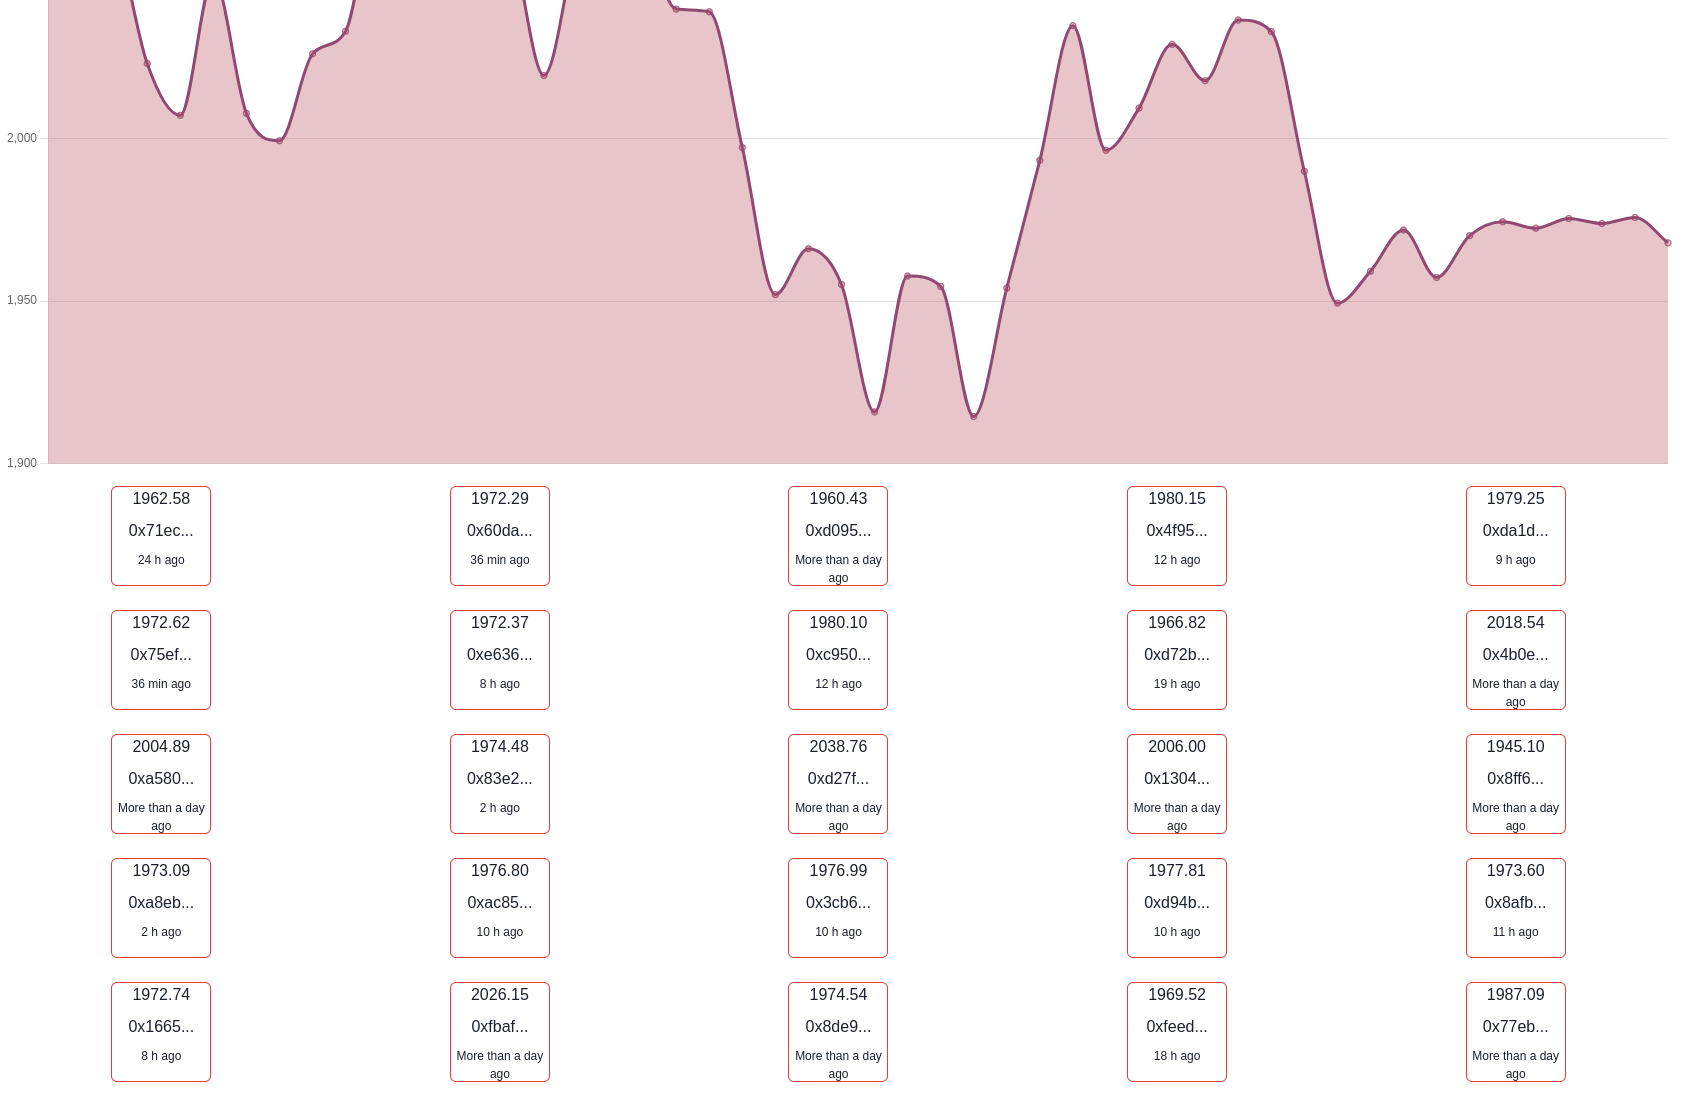 2,000
1,950
1,900
1962.58
0x71ec...
24 h ago
1972.29
0x60da...
36 min ago
1960.43
0xd095...
More than a day
ago
1980.15
0x4f95...
12 h ago
1979.25
0xda1d...
9 h ago
1972.62
0x75ef...
36 min ago
1972.37
0xe636...
8 h ago
1980.10
0xc950...
12 h ago
1966.82
0xd72b...
19 h ago
2018.54
0x4b0e...
More than a day
ago
2004.89
0xa580...
More than a day
ago
1974.48
0x83e2...
2 h ago
2038.76
0xd27f...
More than a day
ago
2006.00
0x1304...
More than a day
ago
1945.10
0x8ff6...
More than a day
ago
1973.09
0xa8eb...
2 h ago
1976.80
0xac85...
10 h ago
1976.99
0x3cb6...
10 h ago
1977.81
0xd94b...
10 h ago
1973.60
0x8afb...
11 h ago
1972.74
0x1665...
8 h ago
2026.15
0xfbaf...
More than a day
ago
1974.54
0x8de9...
More than a day
ago
1969.52
0xfeed...
18 h ago
1987.09
0x77eb...
More than a day
ago